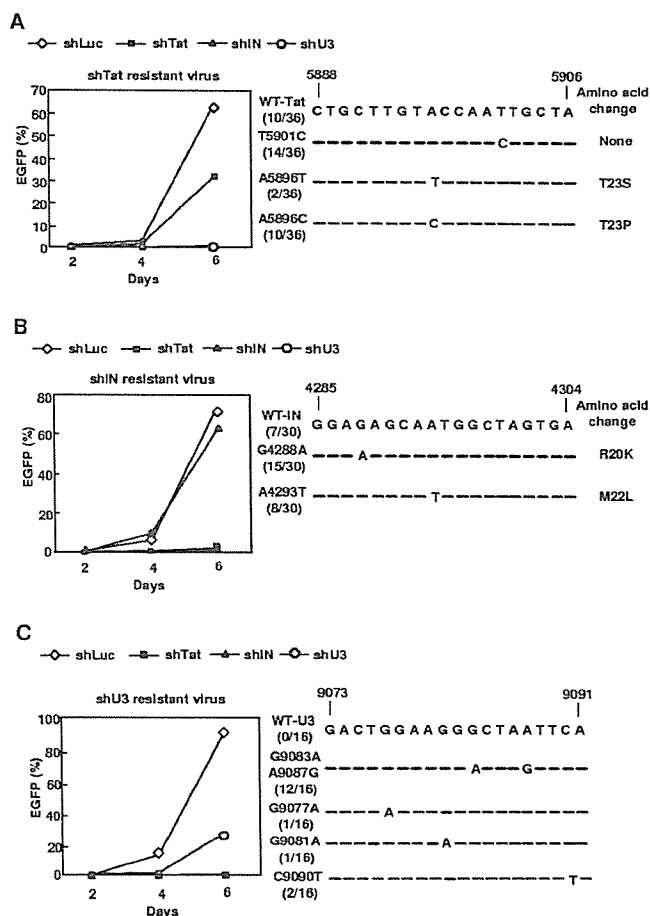 A
shLuc shTat shIN shU3
shTat resistant virus
EGFP (%)
70
60
50
40
30
20
10
0
2 4 6
Days
5888 5906
Amino acid
change
WT-Tat
(10/36)
C T G C T T G T A C C A A T T G C T A
T5901C
(14/36)
C
None
A5896T
(2/36)
T
T23S
A5896C
(10/36)
C
T23P
B
shLuc shTat shIN shU3
shIN resistant virus
EGFP (%)
80
60
40
20
0
2 4 6
Days
4285 4304
Amino acid
change
WT-IN
(7/30)
G G A G A G C A A T G G C T A G T G A
G4288A
(15/30)
A
R20K
A4293T
(8/30)
T
M22L
C
shLuc shTat shIN shU3
shU3 resistant virus
EGFP (%)
100
80
60
40
20
0
2 4 6
Days
9073 9091
WT-U3
(0/16)
G A C T G G A A G G G C T A A T T C A
G9083A
A9087G
(12/16)
A G
G9077A
(1/16)
A
G9081A
(1/16)
A
C9090T
(2/16)
T